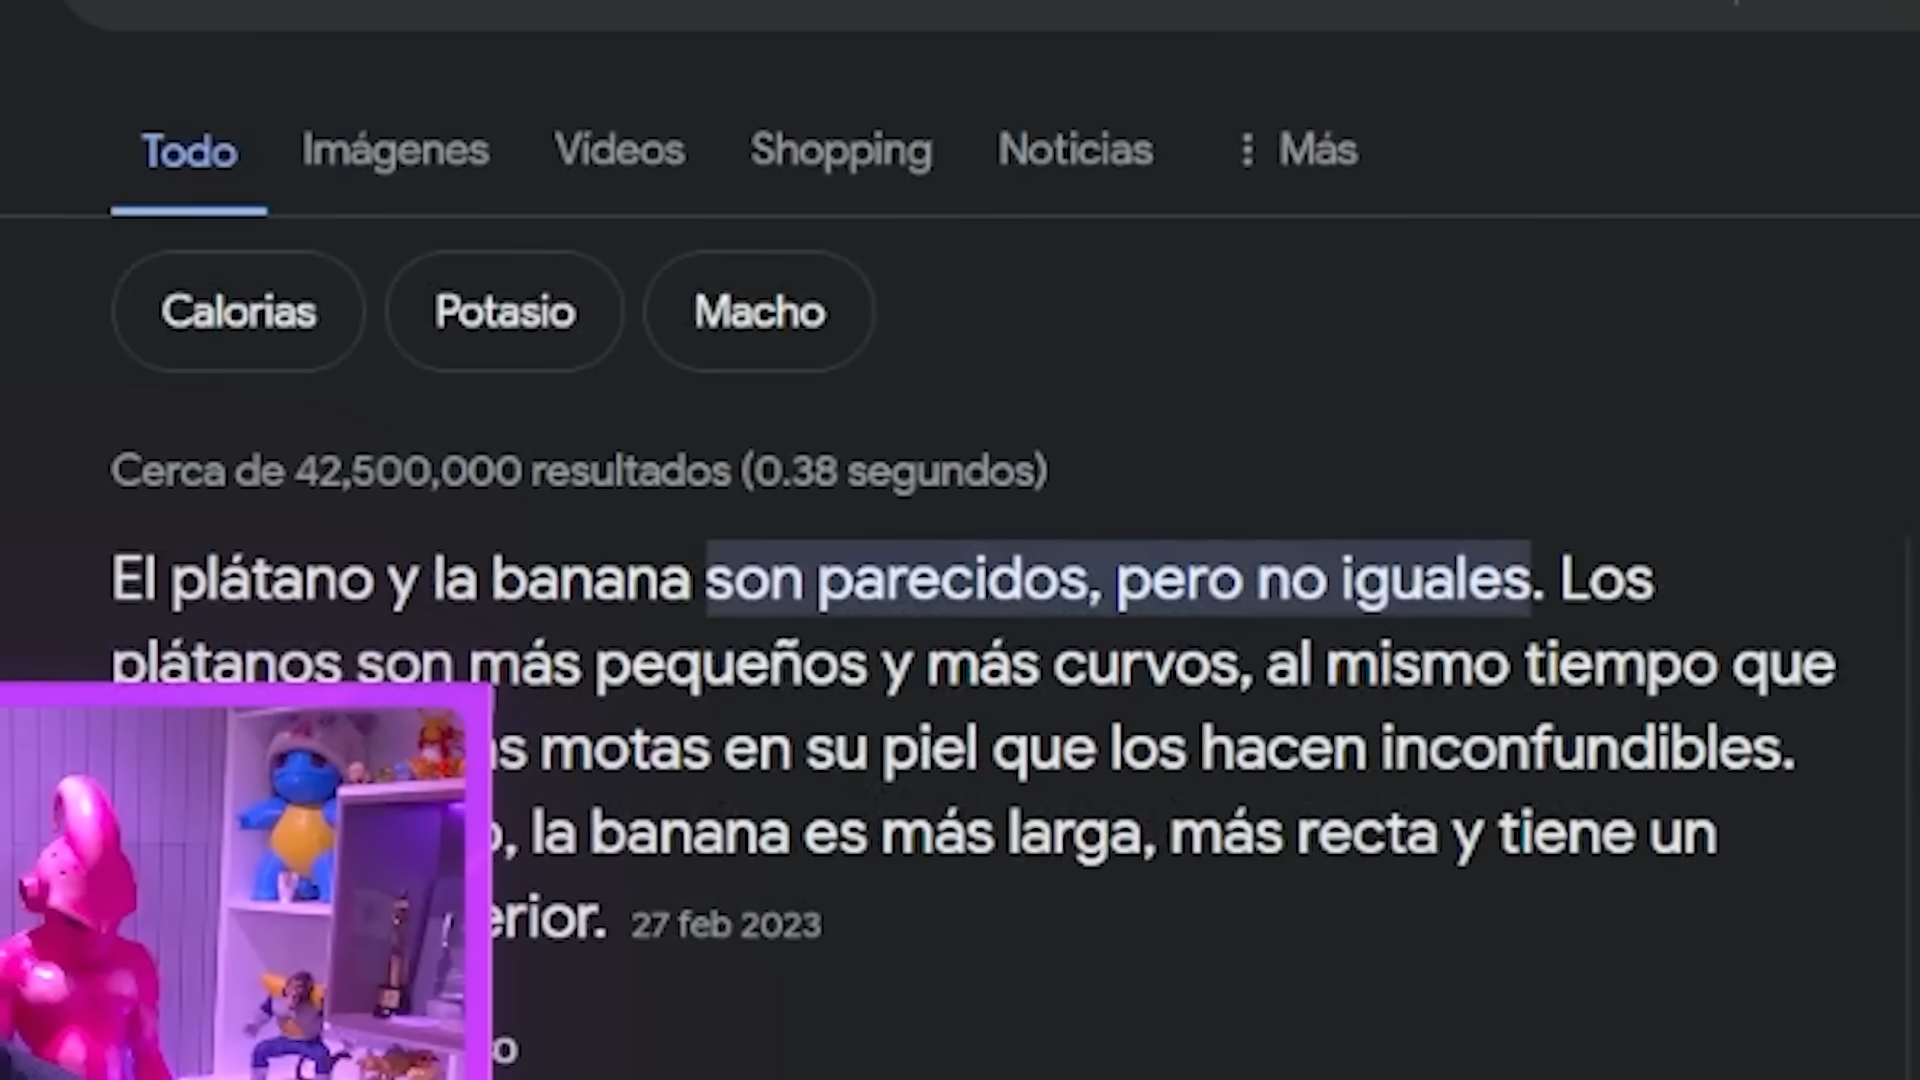 Todo Imágenes Vídeos Shopping Noticias ⋮ Más
Calorias Potasio Macho
Cerca de 42,500,000 resultados (0.38 segundos)
El plátano y la banana son parecidos, pero no iguales. Los
plátanos son más pequeños y más curvos, al mismo tiempo que
motas en su piel que los hacen inconfundibles.
la banana es más larga, más recta y tiene un
27 feb 2023